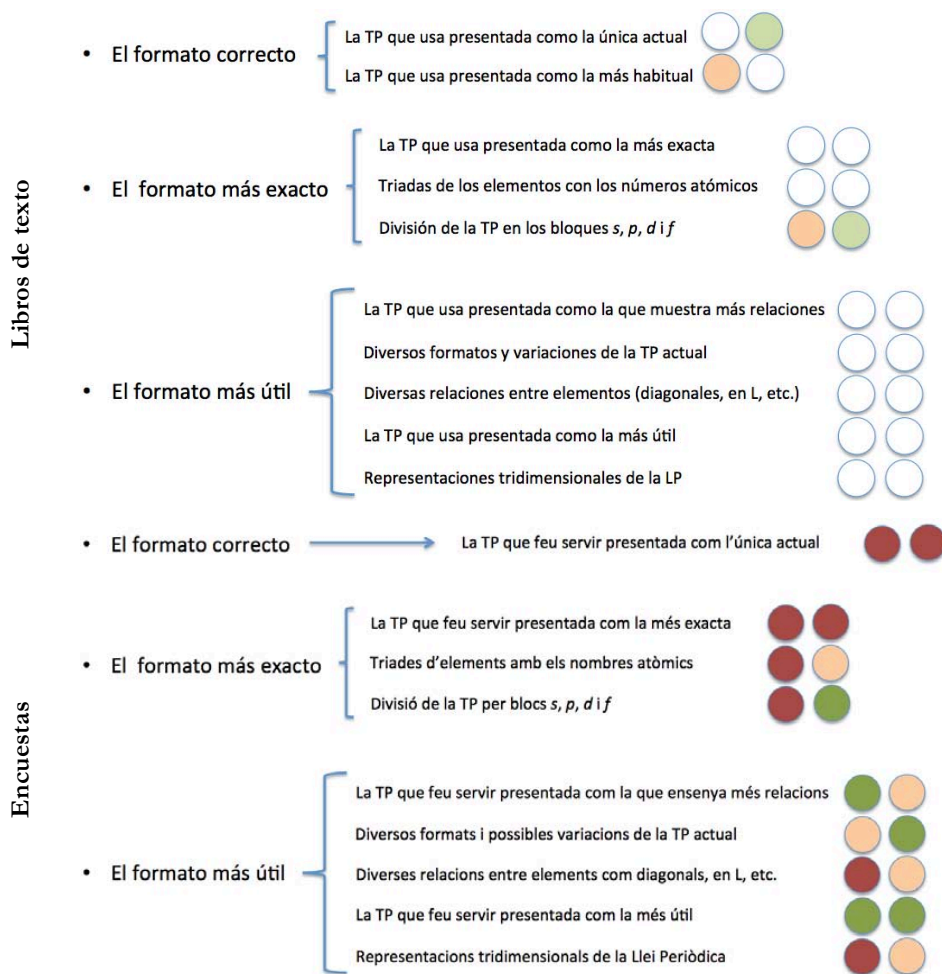 Libros de texto
• El formato correcto
La TP que usa presentada como la única actual
La TP que usa presentada como la más habitual
• El formato más exacto
La TP que usa presentada como la más exacta
Triadas de los elementos con los números atómicos
División de la TP en los bloques s, p, d i f
• El formato más útil
La TP que usa presentada como la que muestra más relaciones
Diversos formatos y variaciones de la TP actual
Diversas relaciones entre elementos (diagonales, en L, etc.)
La TP que usa presentada como la más útil
Representaciones tridimensionales de la LP
Encuestas
• El formato correcto
La TP que feu servir presentada com l’única actual
• El formato más exacto
La TP que feu servir presentada com la més exacta
Triades d’elements amb els nombres atòmics
Divisió de la TP per blocs s, p, d i f
• El formato más útil
La TP que feu servir presentada com la que ensenya més relacions
Diversos formats i possibles variacions de la TP actual
Diverses relacions entre elements com diagonals, en L, etc.
La TP que feu servir presentada com la més útil
Representacions tridimensionals de la Llei Periòdica